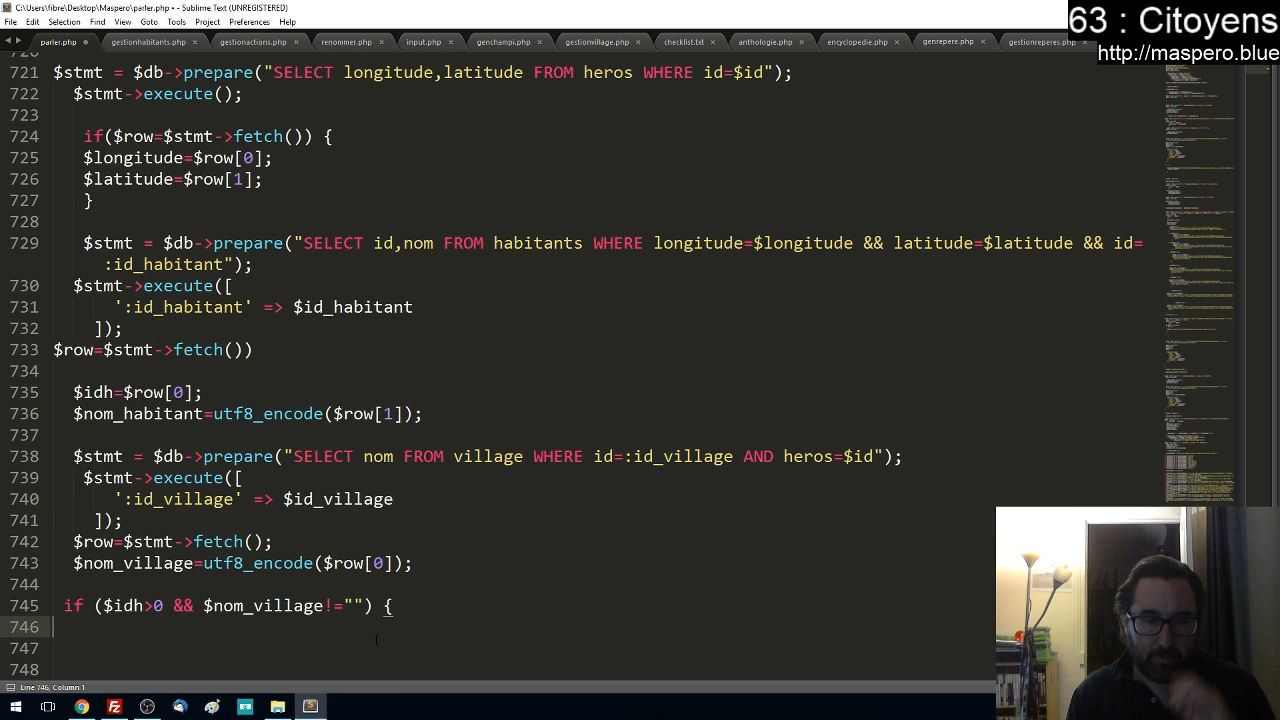 C:\Users\fibre\Desktop\Maspero\parler.php • - Sublime Text (UNREGISTERED)
63 : Citoyens
http://maspero.blue
File Edit Selection Find View Goto Tools Project Preferences Help
parler.php gestionhabitants.php gestionactions.php renommer.php input.php genchampi.php gestionvillage.php checklist.txt anthologie.php encyclopedie.php genrepere.php gestionreperes.php
721 $stmt = $db->prepare("SELECT longitude,latitude FROM heros WHERE id=$id");
722 $stmt->execute();
723
724 if($row=$stmt->fetch()) {
725 $longitude=$row[0];
726 $latitude=$row[1];
727 }
728
729 $stmt = $db->prepare("SELECT id,nom FROM habitants WHERE longitude=$longitude && latitude=$latitude && id=
:id_habitant");
730 $stmt->execute([
731 ':id_habitant' => $id_habitant
732 ]);
733 $row=$stmt->fetch())
734
735 $idh=$row[0];
736 $nom_habitant=utf8_encode($row[1]);
737
738 $stmt = $db->prepare("SELECT nom FROM village WHERE id=:id_village AND heros=$id");
739 $stmt->execute([
740 ':id_village' => $id_village
741 ]);
742 $row=$stmt->fetch();
743 $nom_village=utf8_encode($row[0]);
744
745 if ($idh>0 && $nom_village!="") {
746
747
748
Line 746, Column 1